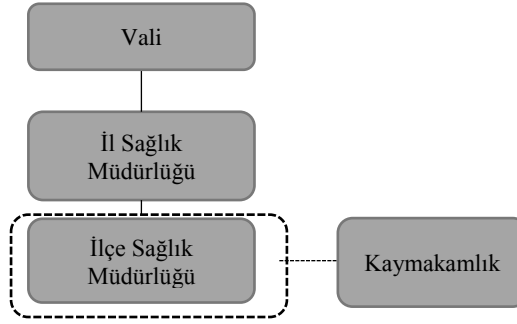 Vali
İl Sağlık
Müdürlüğü
İlçe Sağlık
Müdürlüğü
Kaymakamlık